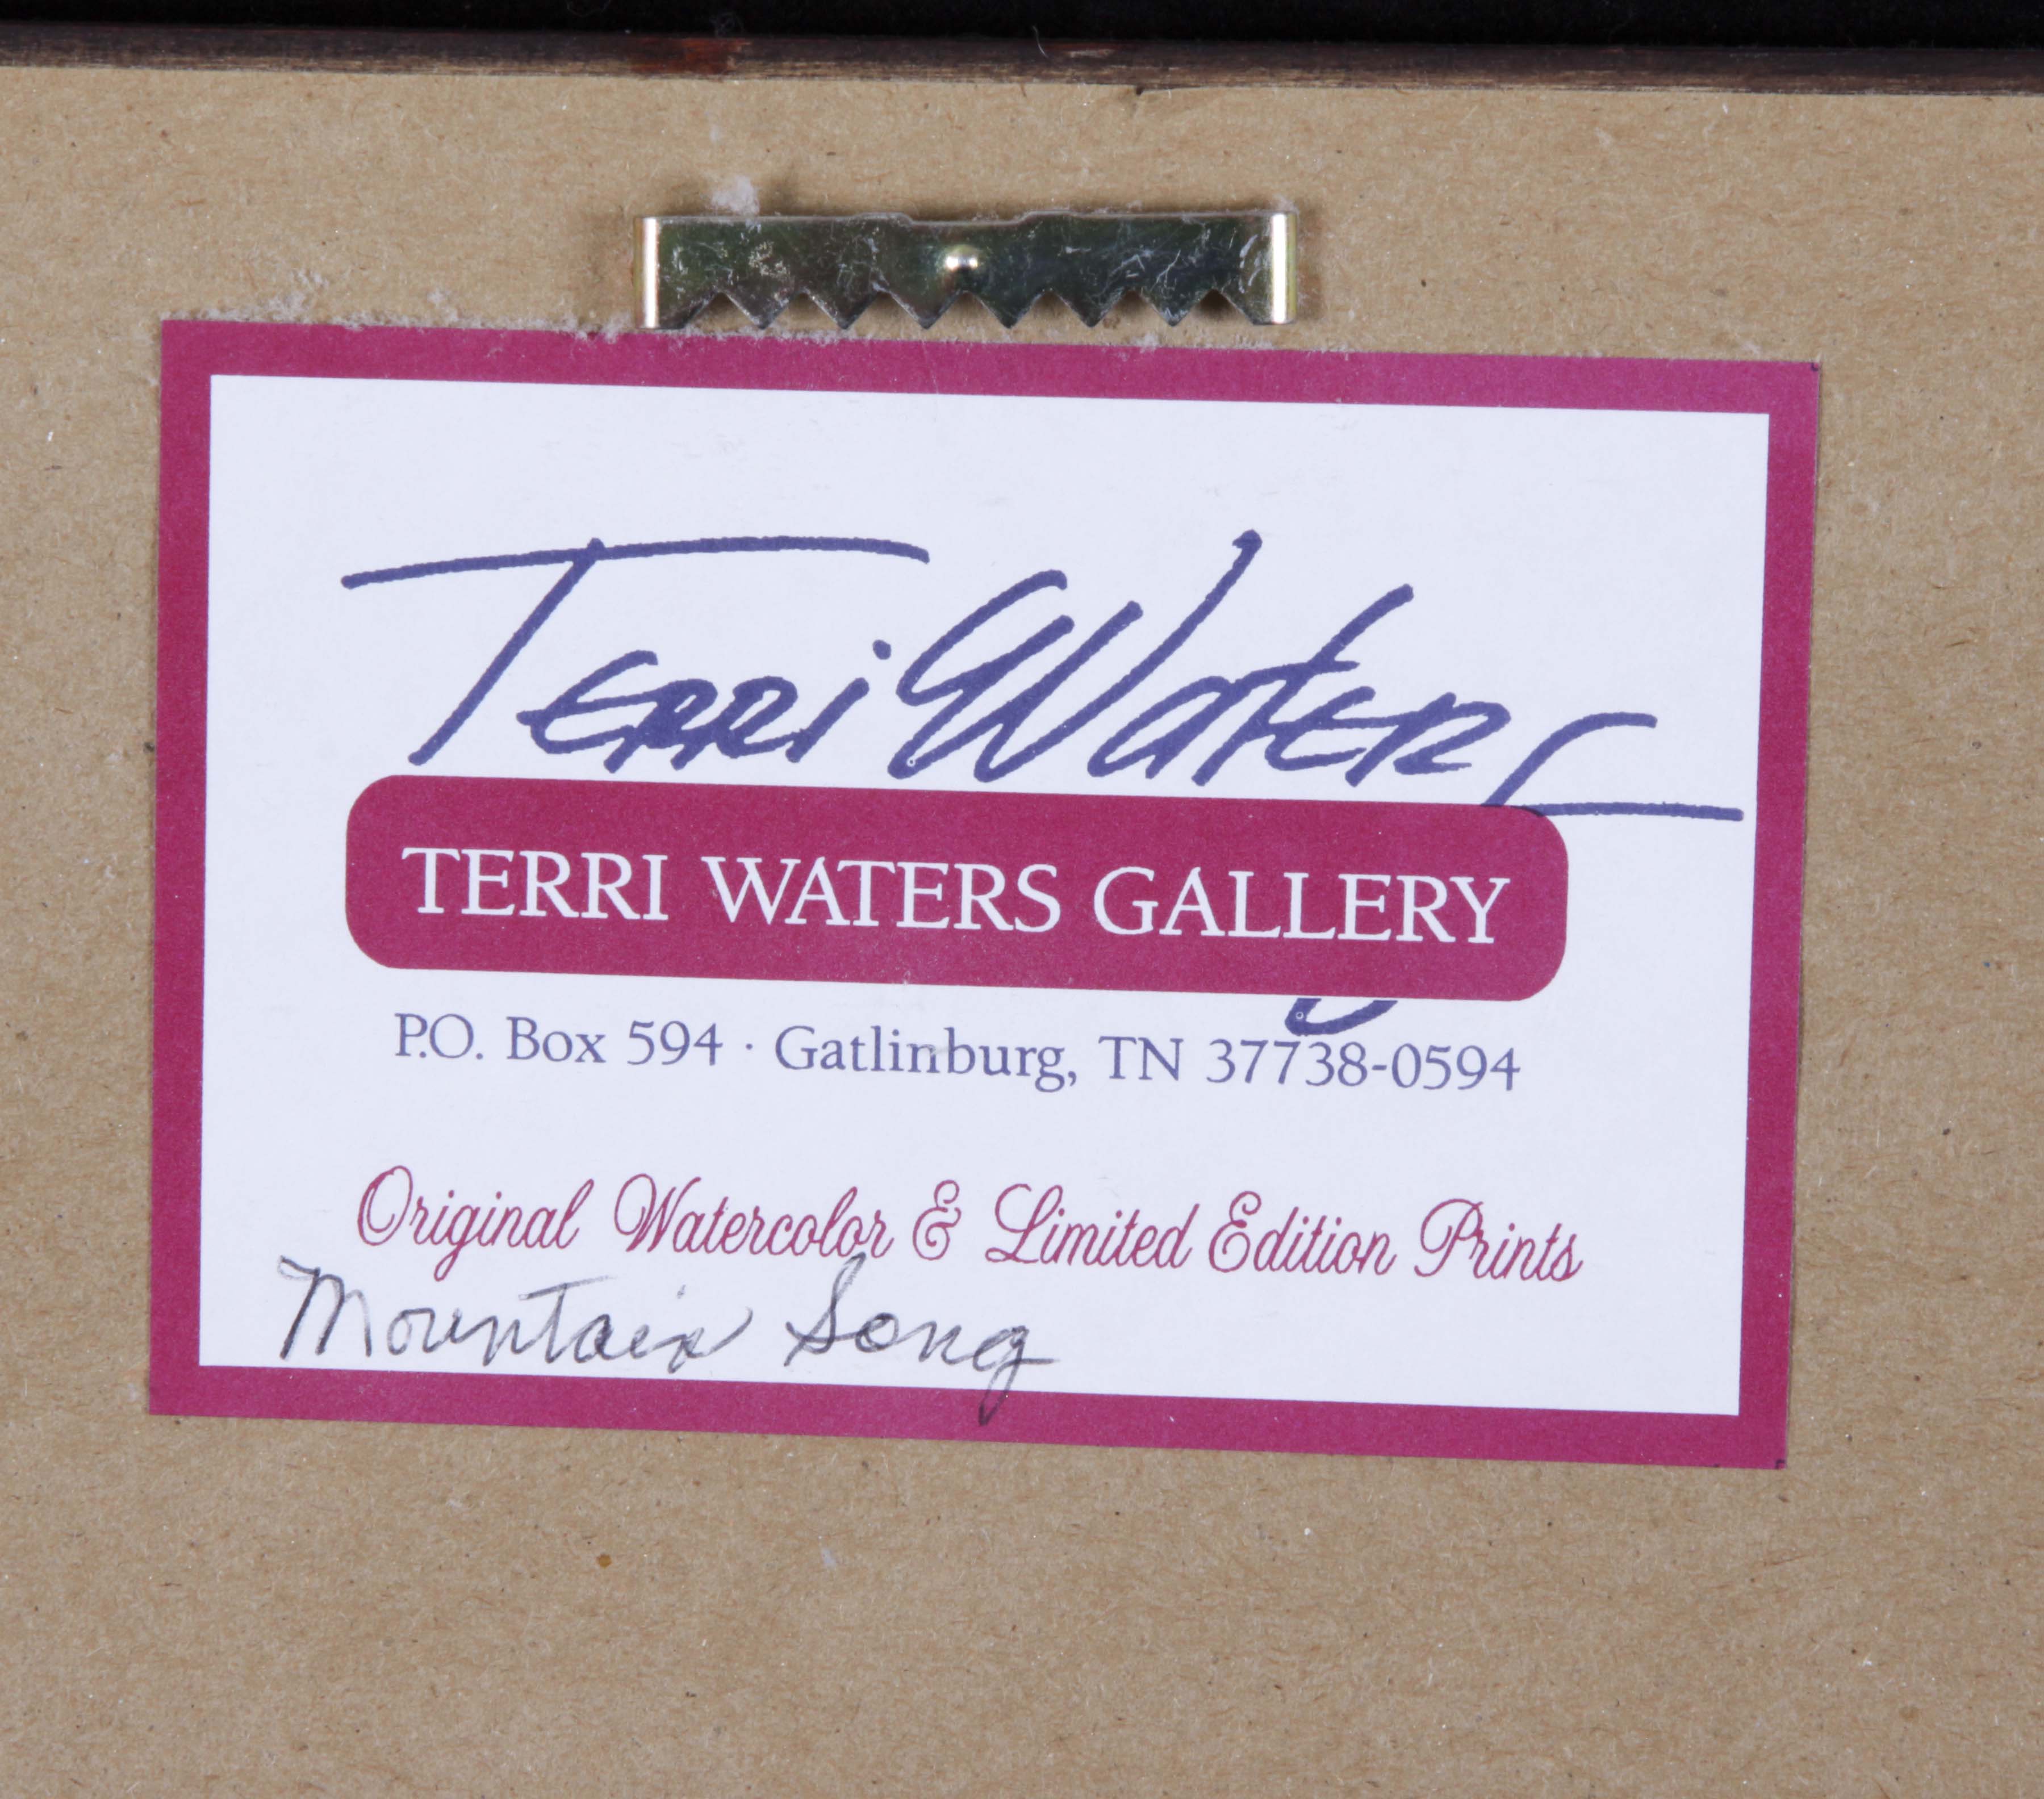 Terri Waters
TERRI WATERS GALLERY
P.O. Box 594 · Gatlinburg, TN 37738-0594
Original Watercolor & Limited Edition Prints
Mountain Song